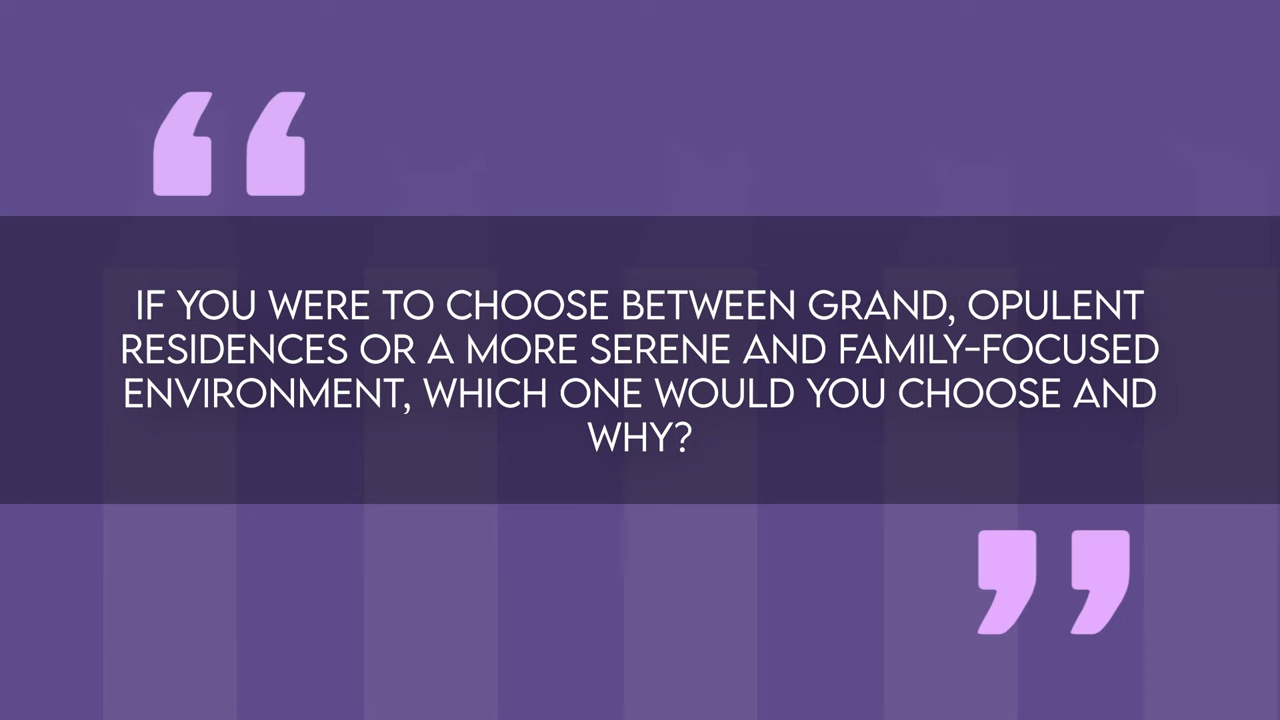 “
IF YOU WERE TO CHOOSE BETWEEN GRAND, OPULENT
RESIDENCES OR A MORE SERENE AND FAMILY-FOCUSED
ENVIRONMENT, WHICH ONE WOULD YOU CHOOSE AND
WHY?
”